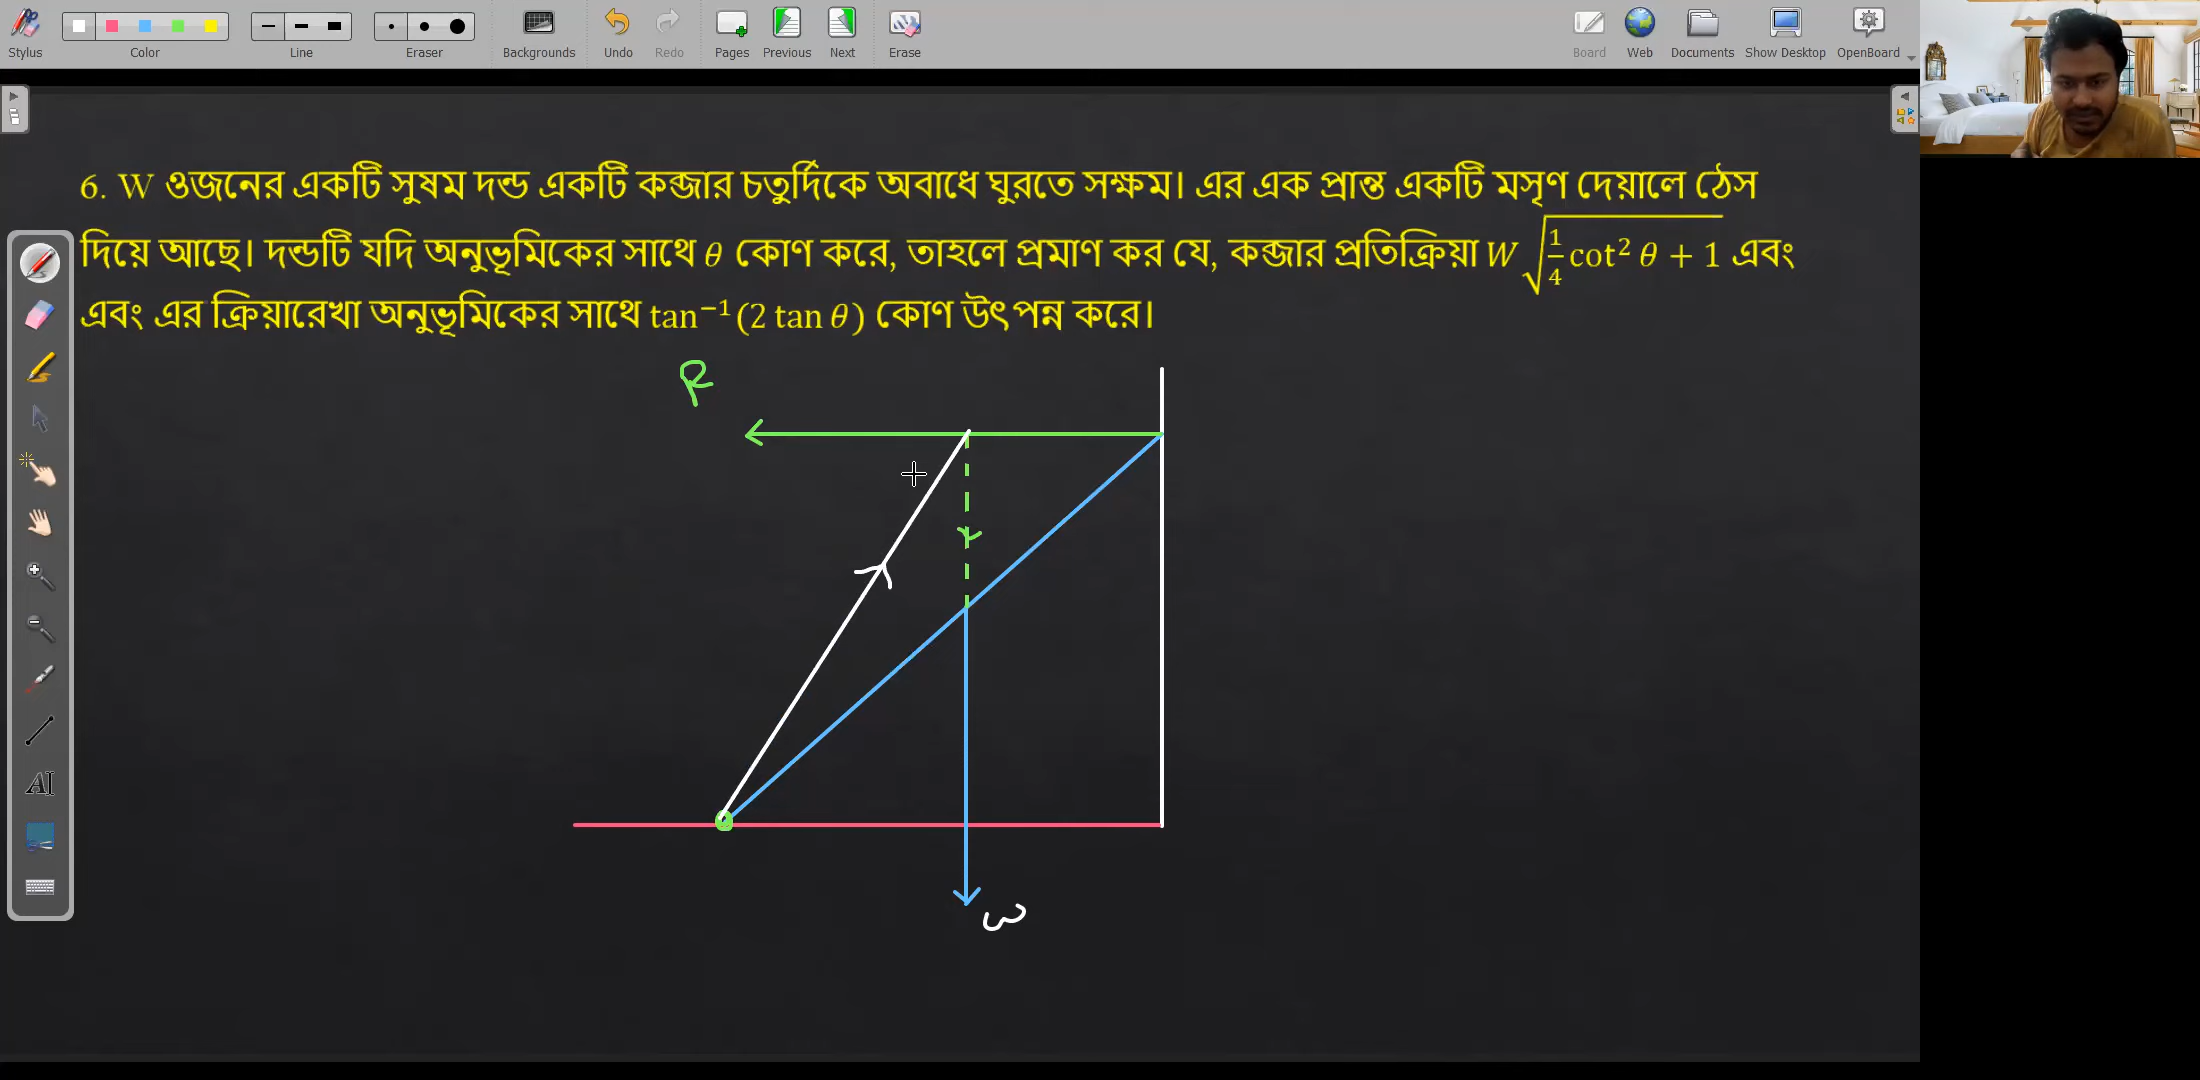 Stylus Color Line Eraser Backgrounds Undo Redo Pages Previous Next Erase Board Web Documents Show Desktop OpenBoard
6. W ওজনের একটি সুষম দন্ড একটি কব্জার চতুর্দিকে অবাধে ঘুরতে সক্ষম। এর এক প্রান্ত একটি মসৃণ দেয়ালে ঠেস
দিয়ে আছে। দন্ডটি যদি অনুভূমিকের সাথে θ কোণ করে, তাহলে প্রমাণ কর যে, কব্জার প্রতিক্রিয়া W√(1/4 cot² θ + 1) এবং
এবং এর ক্রিয়ারেখা অনুভূমিকের সাথে tan⁻¹(2 tan θ) কোণ উৎপন্ন করে।
R
W